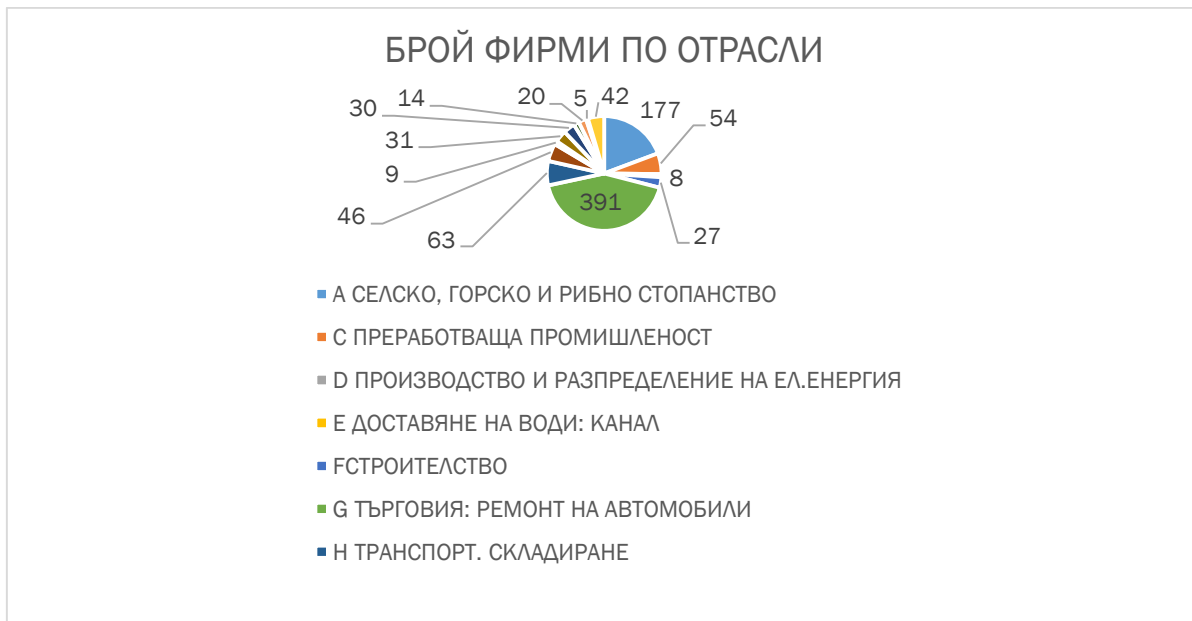 БРОЙ ФИРМИ ПО ОТРАСЛИ
177
54
8
27
391
63
46
9
31
30
14
20
5
42
А СЕЛСКО, ГОРСКО И РИБНО СТОПАНСТВО
С ПРЕРАБОТВАЩА ПРОМИШЛЕНОСТ
D ПРОИЗВОДСТВО И РАЗПРЕДЕЛЕНИЕ НА ЕЛ.ЕНЕРГИЯ
Е ДОСТАВЯНЕ НА ВОДИ: КАНАЛ
FСТРОИТЕЛСТВО
G ТЪРГОВИЯ: РЕМОНТ НА АВТОМОБИЛИ
Н ТРАНСПОРТ. СКЛАДИРАНЕ